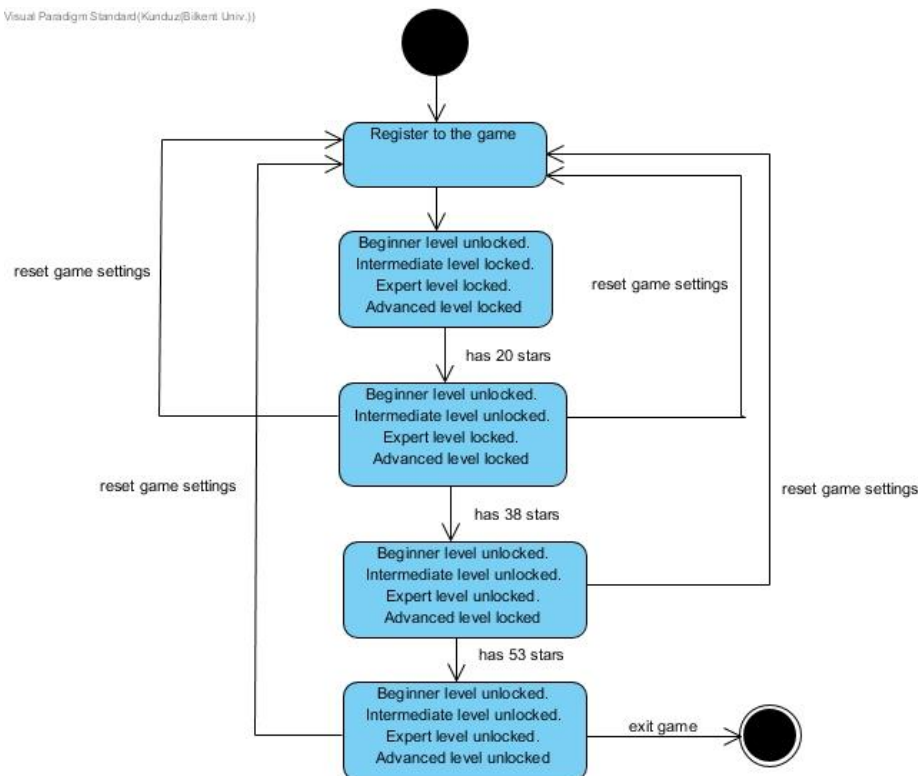 Visual Paradigm Standard(Kunduz(Bilkent Univ.))
Register to the game
Beginner level unlocked.
Intermediate level locked.
Expert level locked.
Advanced level locked
reset game settings
reset game settings
has 20 stars
Beginner level unlocked.
Intermediate level unlocked.
Expert level locked.
Advanced level locked
reset game settings
reset game settings
has 38 stars
Beginner level unlocked.
Intermediate level unlocked.
Expert level unlocked.
Advanced level locked
has 53 stars
Beginner level unlocked.
Intermediate level unlocked.
Expert level unlocked.
Advanced level unlocked
exit game